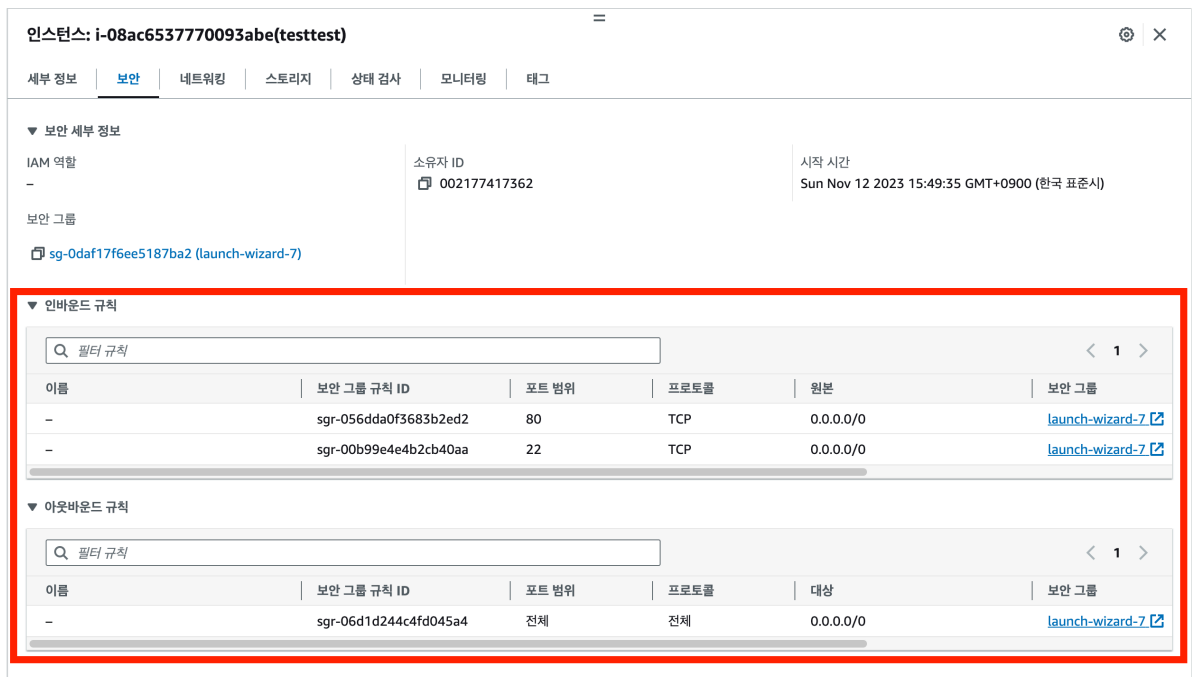 인스턴스: i-08ac6537770093abe(testtest)
세부 정보 보안 네트워킹 스토리지 상태 검사 모니터링 태그
▼ 보안 세부 정보
IAM 역할 소유자 ID 시작 시간
– 002177417362 Sun Nov 12 2023 15:49:35 GMT+0900 (한국 표준시)
보안 그룹
sg-0daf17f6ee5187ba2 (launch-wizard-7)
▼ 인바운드 규칙
필터 규칙 1
이름 보안 그룹 규칙 ID 포트 범위 프로토콜 원본 보안 그룹
– sgr-056dda0f3683b2ed2 80 TCP 0.0.0.0/0 launch-wizard-7
– sgr-00b99e4e4b2cb40aa 22 TCP 0.0.0.0/0 launch-wizard-7
▼ 아웃바운드 규칙
필터 규칙 1
이름 보안 그룹 규칙 ID 포트 범위 프로토콜 대상 보안 그룹
– sgr-06d1d244c4fd045a4 전체 전체 0.0.0.0/0 launch-wizard-7